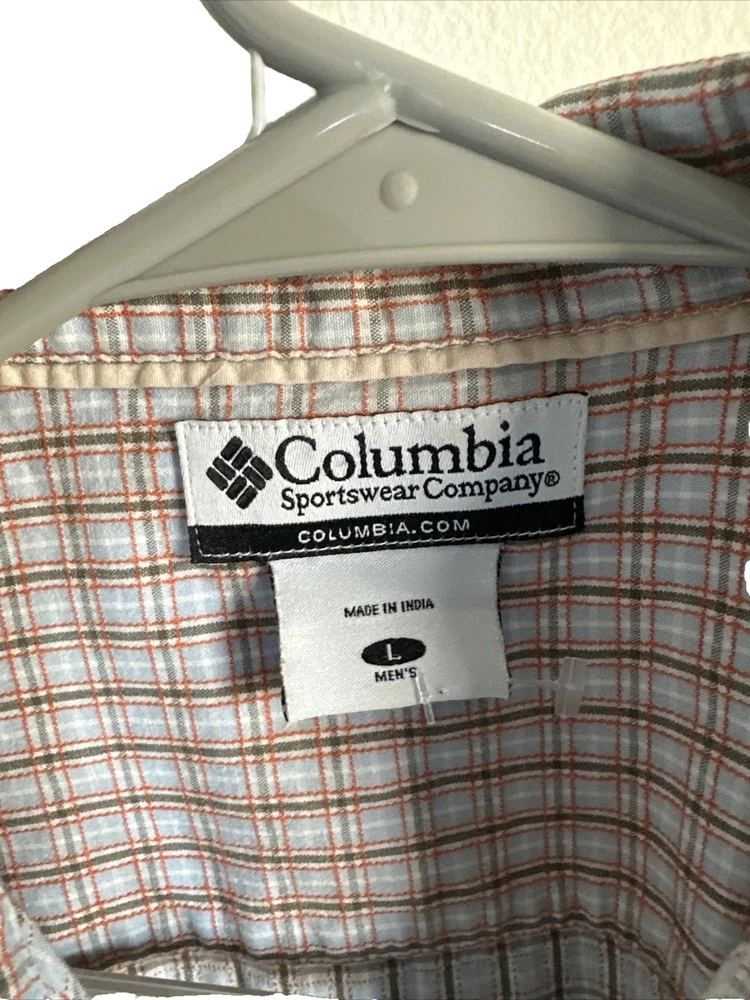 Columbia
Sportswear Company®
COLUMBIA.COM
MADE IN INDIA
L
MEN'S